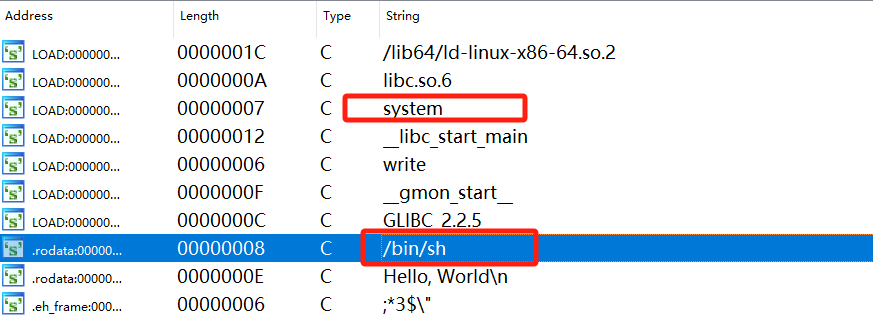 Address Length Type String
LOAD:000000... 0000001C C /lib64/ld-linux-x86-64.so.2
LOAD:000000... 0000000A C libc.so.6
LOAD:000000... 00000007 C system
LOAD:000000... 00000012 C __libc_start_main
LOAD:000000... 00000006 C write
LOAD:000000... 0000000F C __gmon_start__
LOAD:000000... 0000000C C GLIBC_2.2.5
.rodata:00000... 00000008 C /bin/sh
.rodata:00000... 0000000E C Hello, World\n
.eh_frame:000... 00000006 C ;*3$\"